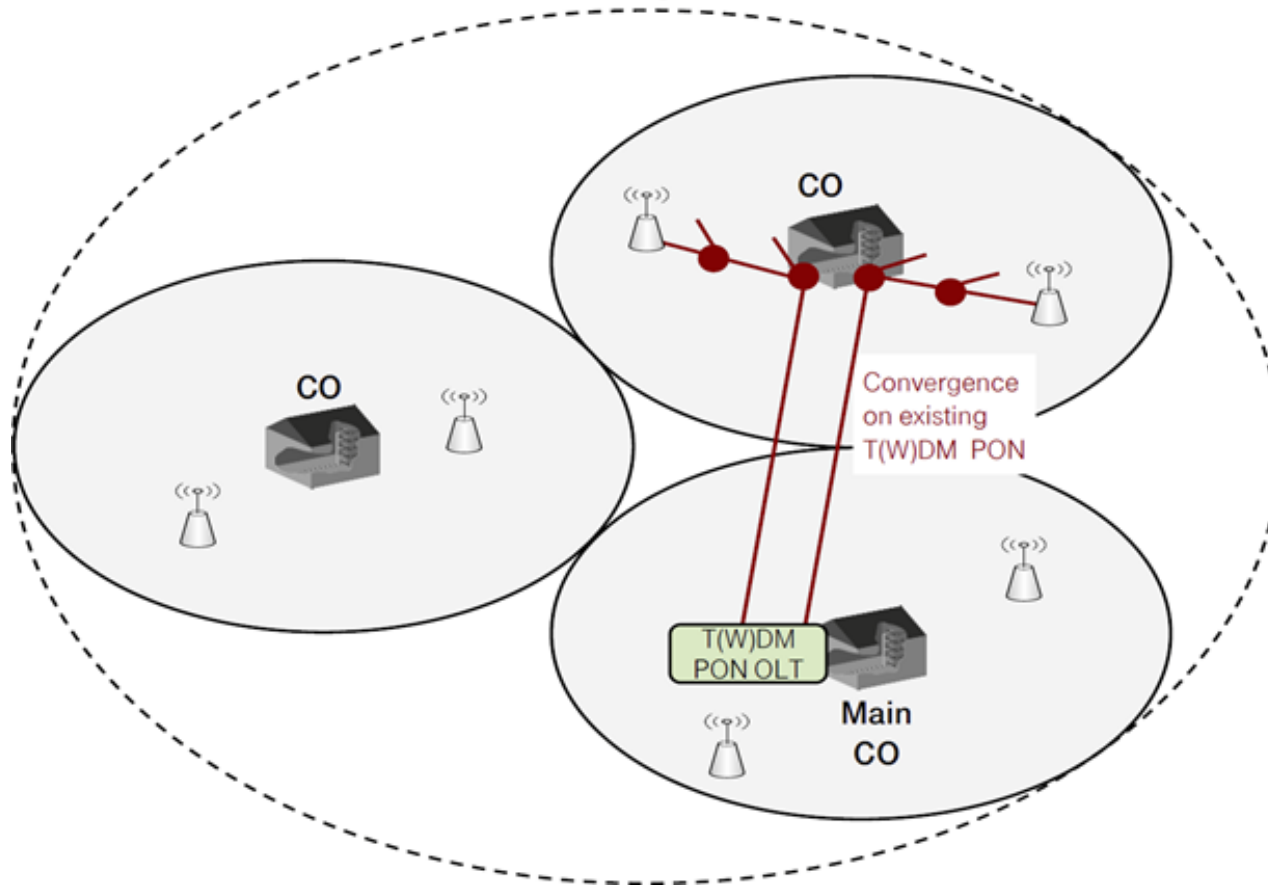 CO
CO
Convergence
on existing
T(W)DM PON
T(W)DM
PON OLT
Main
CO